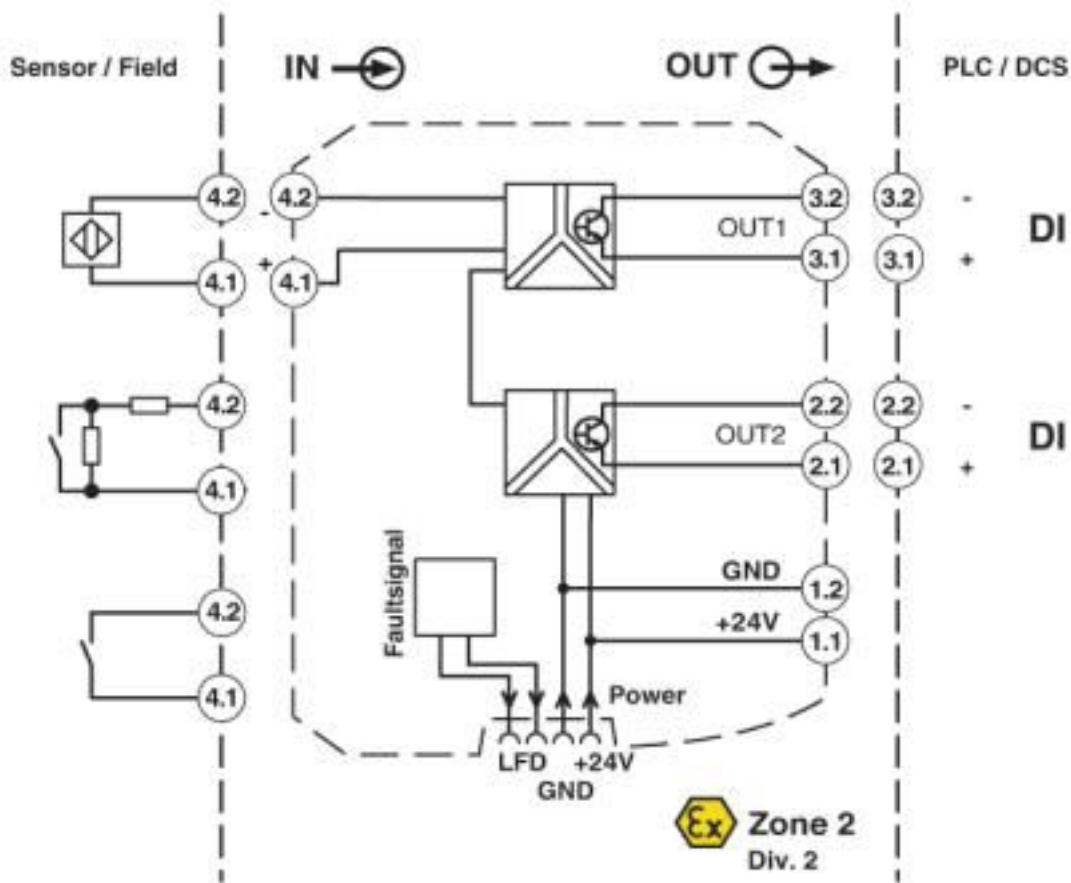 Sensor / Field IN OUT PLC / DCS
4.2 4.2 3.2 3.2 -
- OUT1 DI
+ 4.1 4.1 3.1 3.1 +
4.2 2.2 2.2 -
OUT2 DI
4.1 2.1 2.1 +
Faultsignal
GND 1.2
4.2 +24V 1.1
4.1 Power
LFD +24V
GND
Ex Zone 2
Div. 2